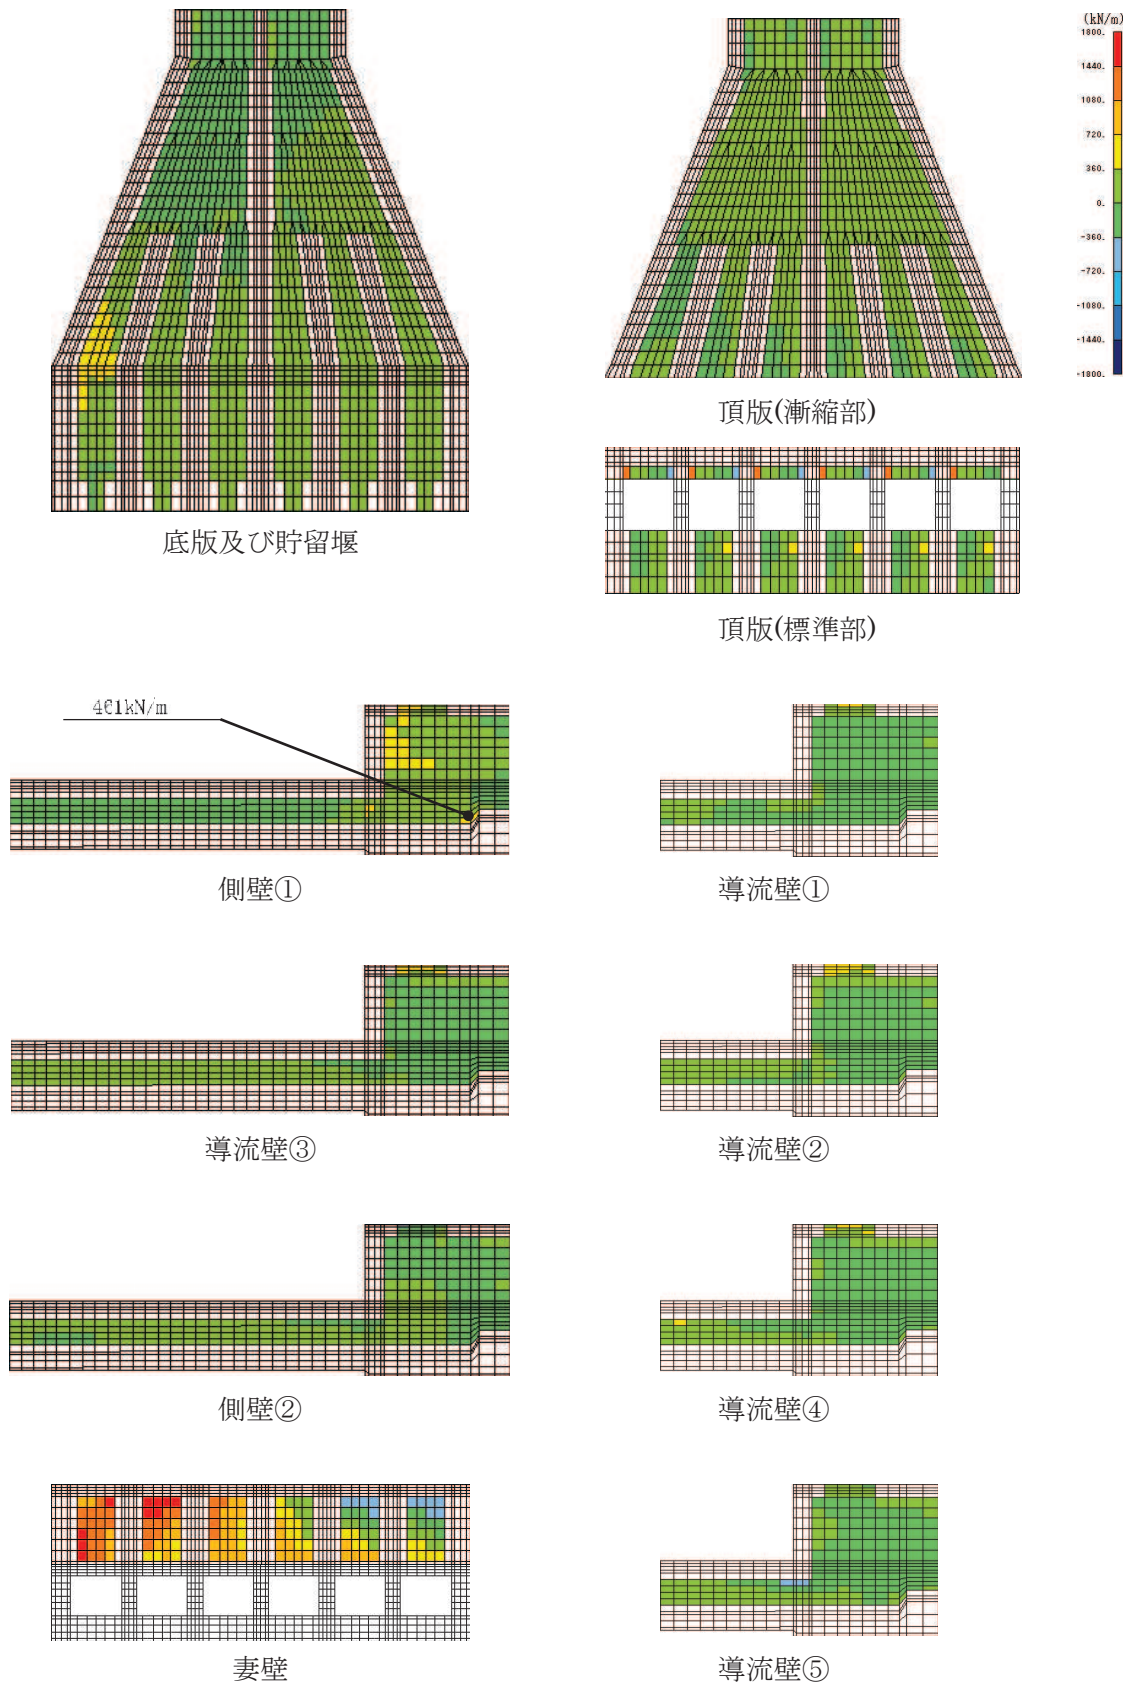 (kN/m)
1800.
1440.
1080.
720.
360.
0.
-360.
-720.
-1080.
-1440.
-1800.
頂版(漸縮部)
底版及び貯留堰
頂版(標準部)
461kN/m
側壁①
導流壁①
導流壁③
導流壁②
側壁②
導流壁④
妻壁
導流壁⑤